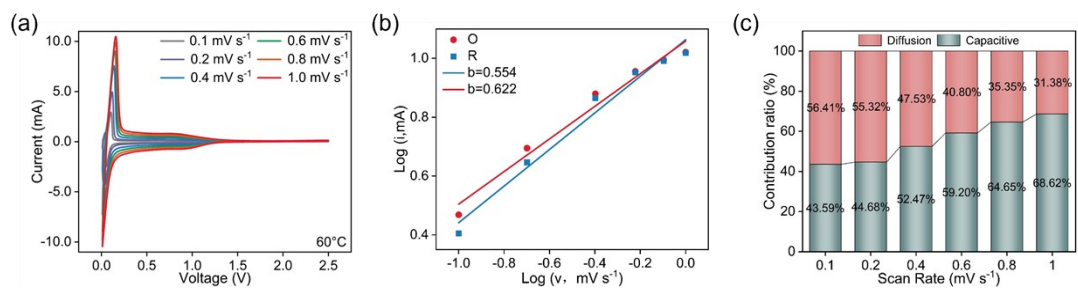 (a)
10.0
5.0
0.0
-5.0
-10.0
Current (mA)
0.1 mV s⁻¹
0.2 mV s⁻¹
0.4 mV s⁻¹
0.6 mV s⁻¹
0.8 mV s⁻¹
1.0 mV s⁻¹
60°C
0.0 0.5 1.0 1.5 2.0 2.5
Voltage (V)
(b)
1.0
0.8
0.6
0.4
Log (i,mA)
O
R
b=0.554
b=0.622
-1.0 -0.8 -0.6 -0.4 -0.2 0.0
Log (v，mV s⁻¹)
(c)
Diffusion Capacitive
100
80
60
40
20
0
Contribution ratio (%)
56.41% 55.32% 47.53% 40.80% 35.35% 31.38%
43.59% 44.68% 52.47% 59.20% 64.65% 68.62%
0.1 0.2 0.4 0.6 0.8 1
Scan Rate (mV s⁻¹)